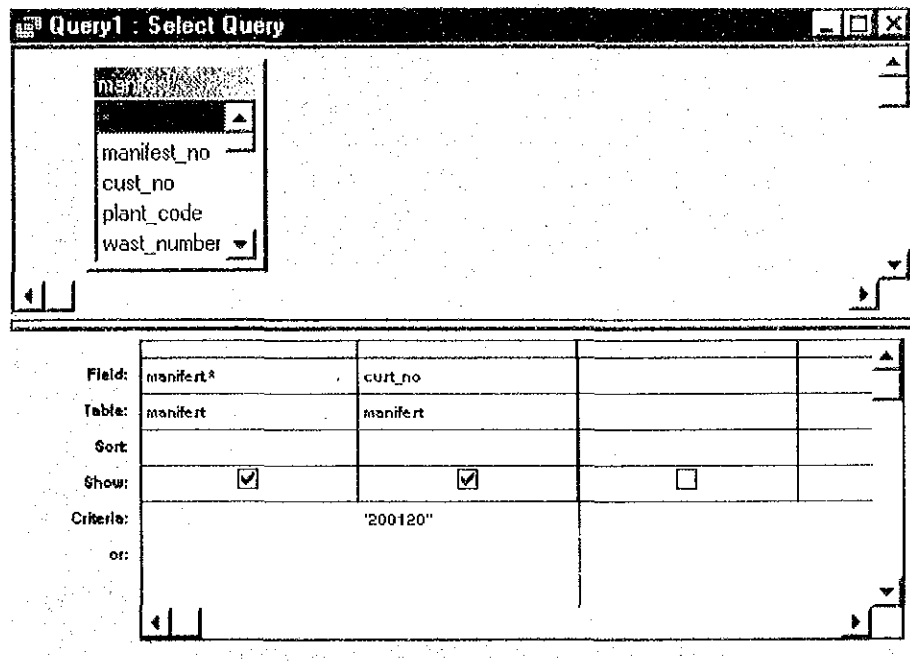 Query1 : Select Query
*
manifest_no
cust_no
plant_code
wast_number
Field: manifest.* cust_no
Table: manifest manifest
Sort:
Show:
Criteria: "200120"
or: